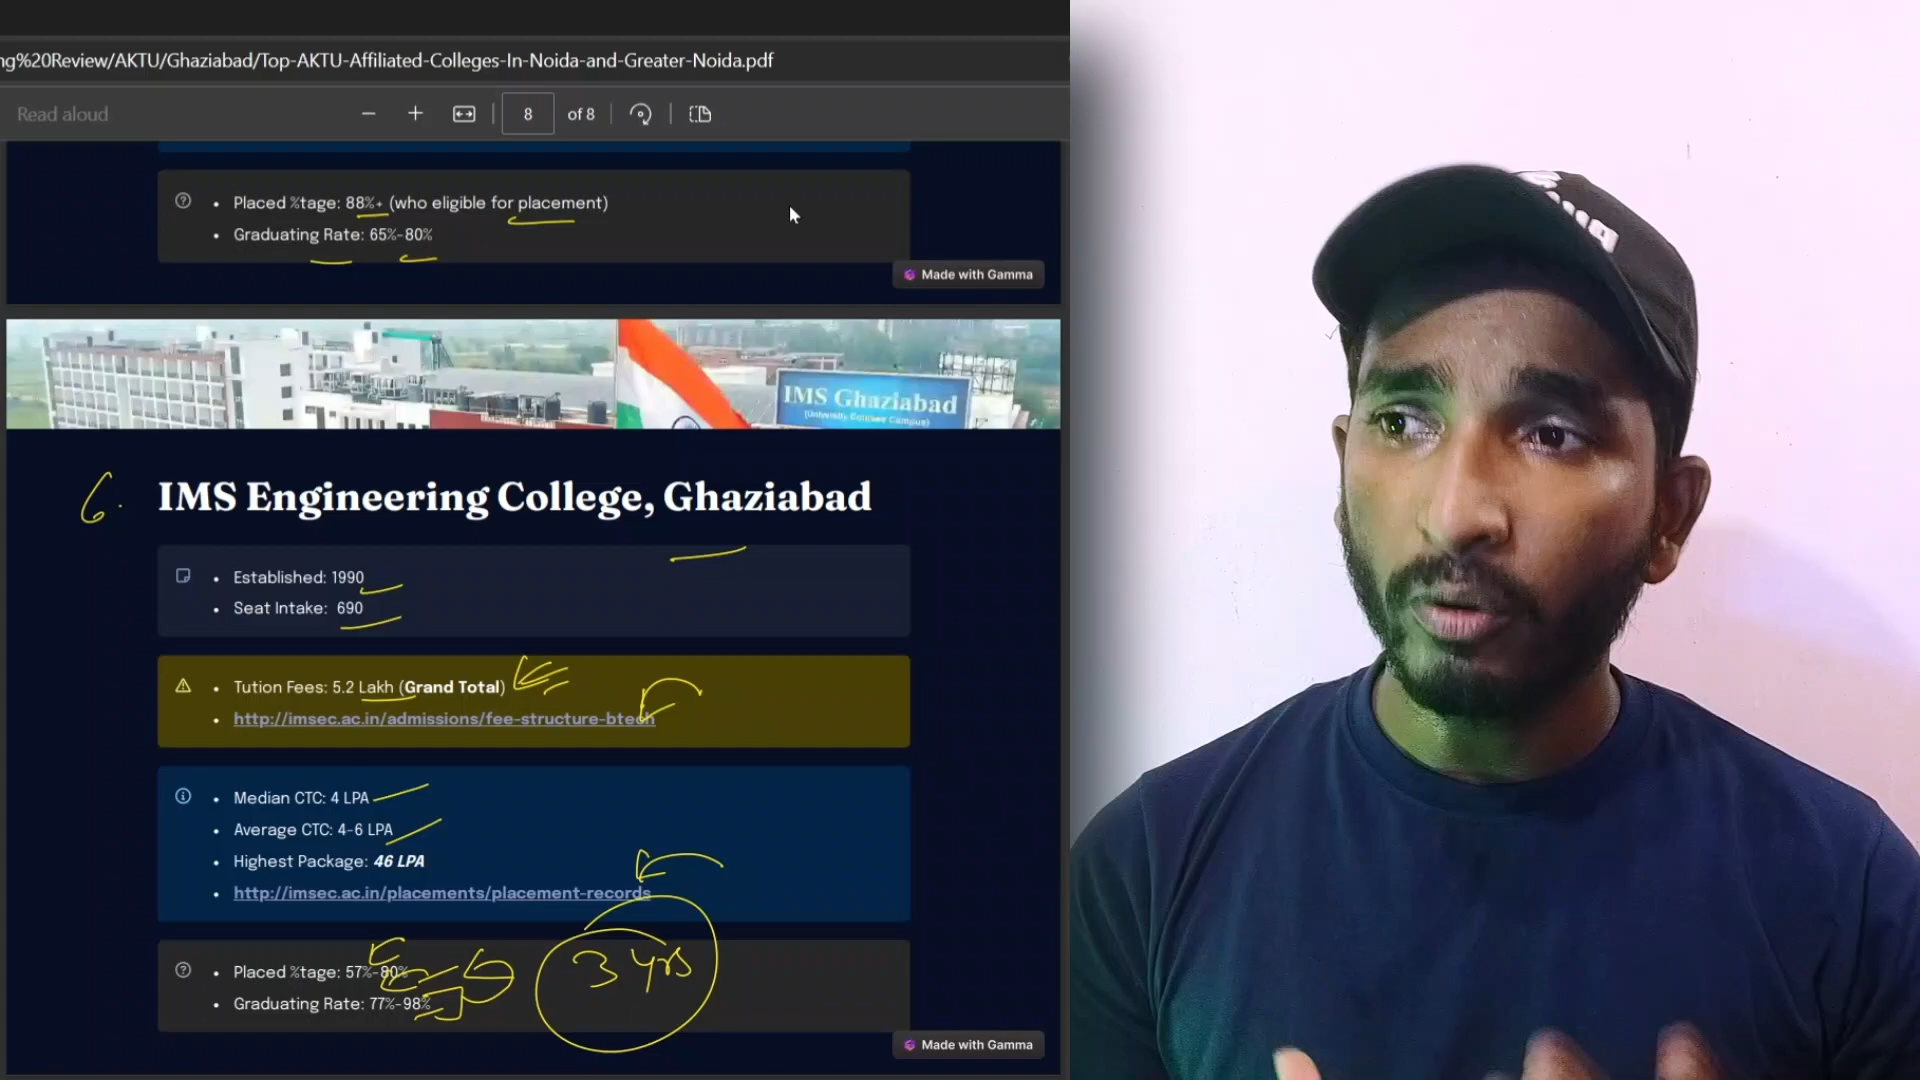 ng%20Review/AKTU/Ghaziabad/Top-AKTU-Affiliated-Colleges-In-Noida-and-Greater-Noida.pdf
Read aloud
8 of 8
Placed %tage: 88%+ (who eligible for placement)
Graduating Rate: 65%-80%
Made with Gamma
IMS Ghaziabad
(University Courses Campus)
6.
IMS Engineering College, Ghaziabad
Established: 1990
Seat Intake: 690
Tution Fees: 5.2 Lakh (Grand Total)
http://imsec.ac.in/admissions/fee-structure-btech
Median CTC: 4 LPA
Average CTC: 4-6 LPA
Highest Package: 46 LPA
http://imsec.ac.in/placements/placement-records
Placed %tage: 57%-80%
3 yrs
Graduating Rate: 77%-98%
Made with Gamma